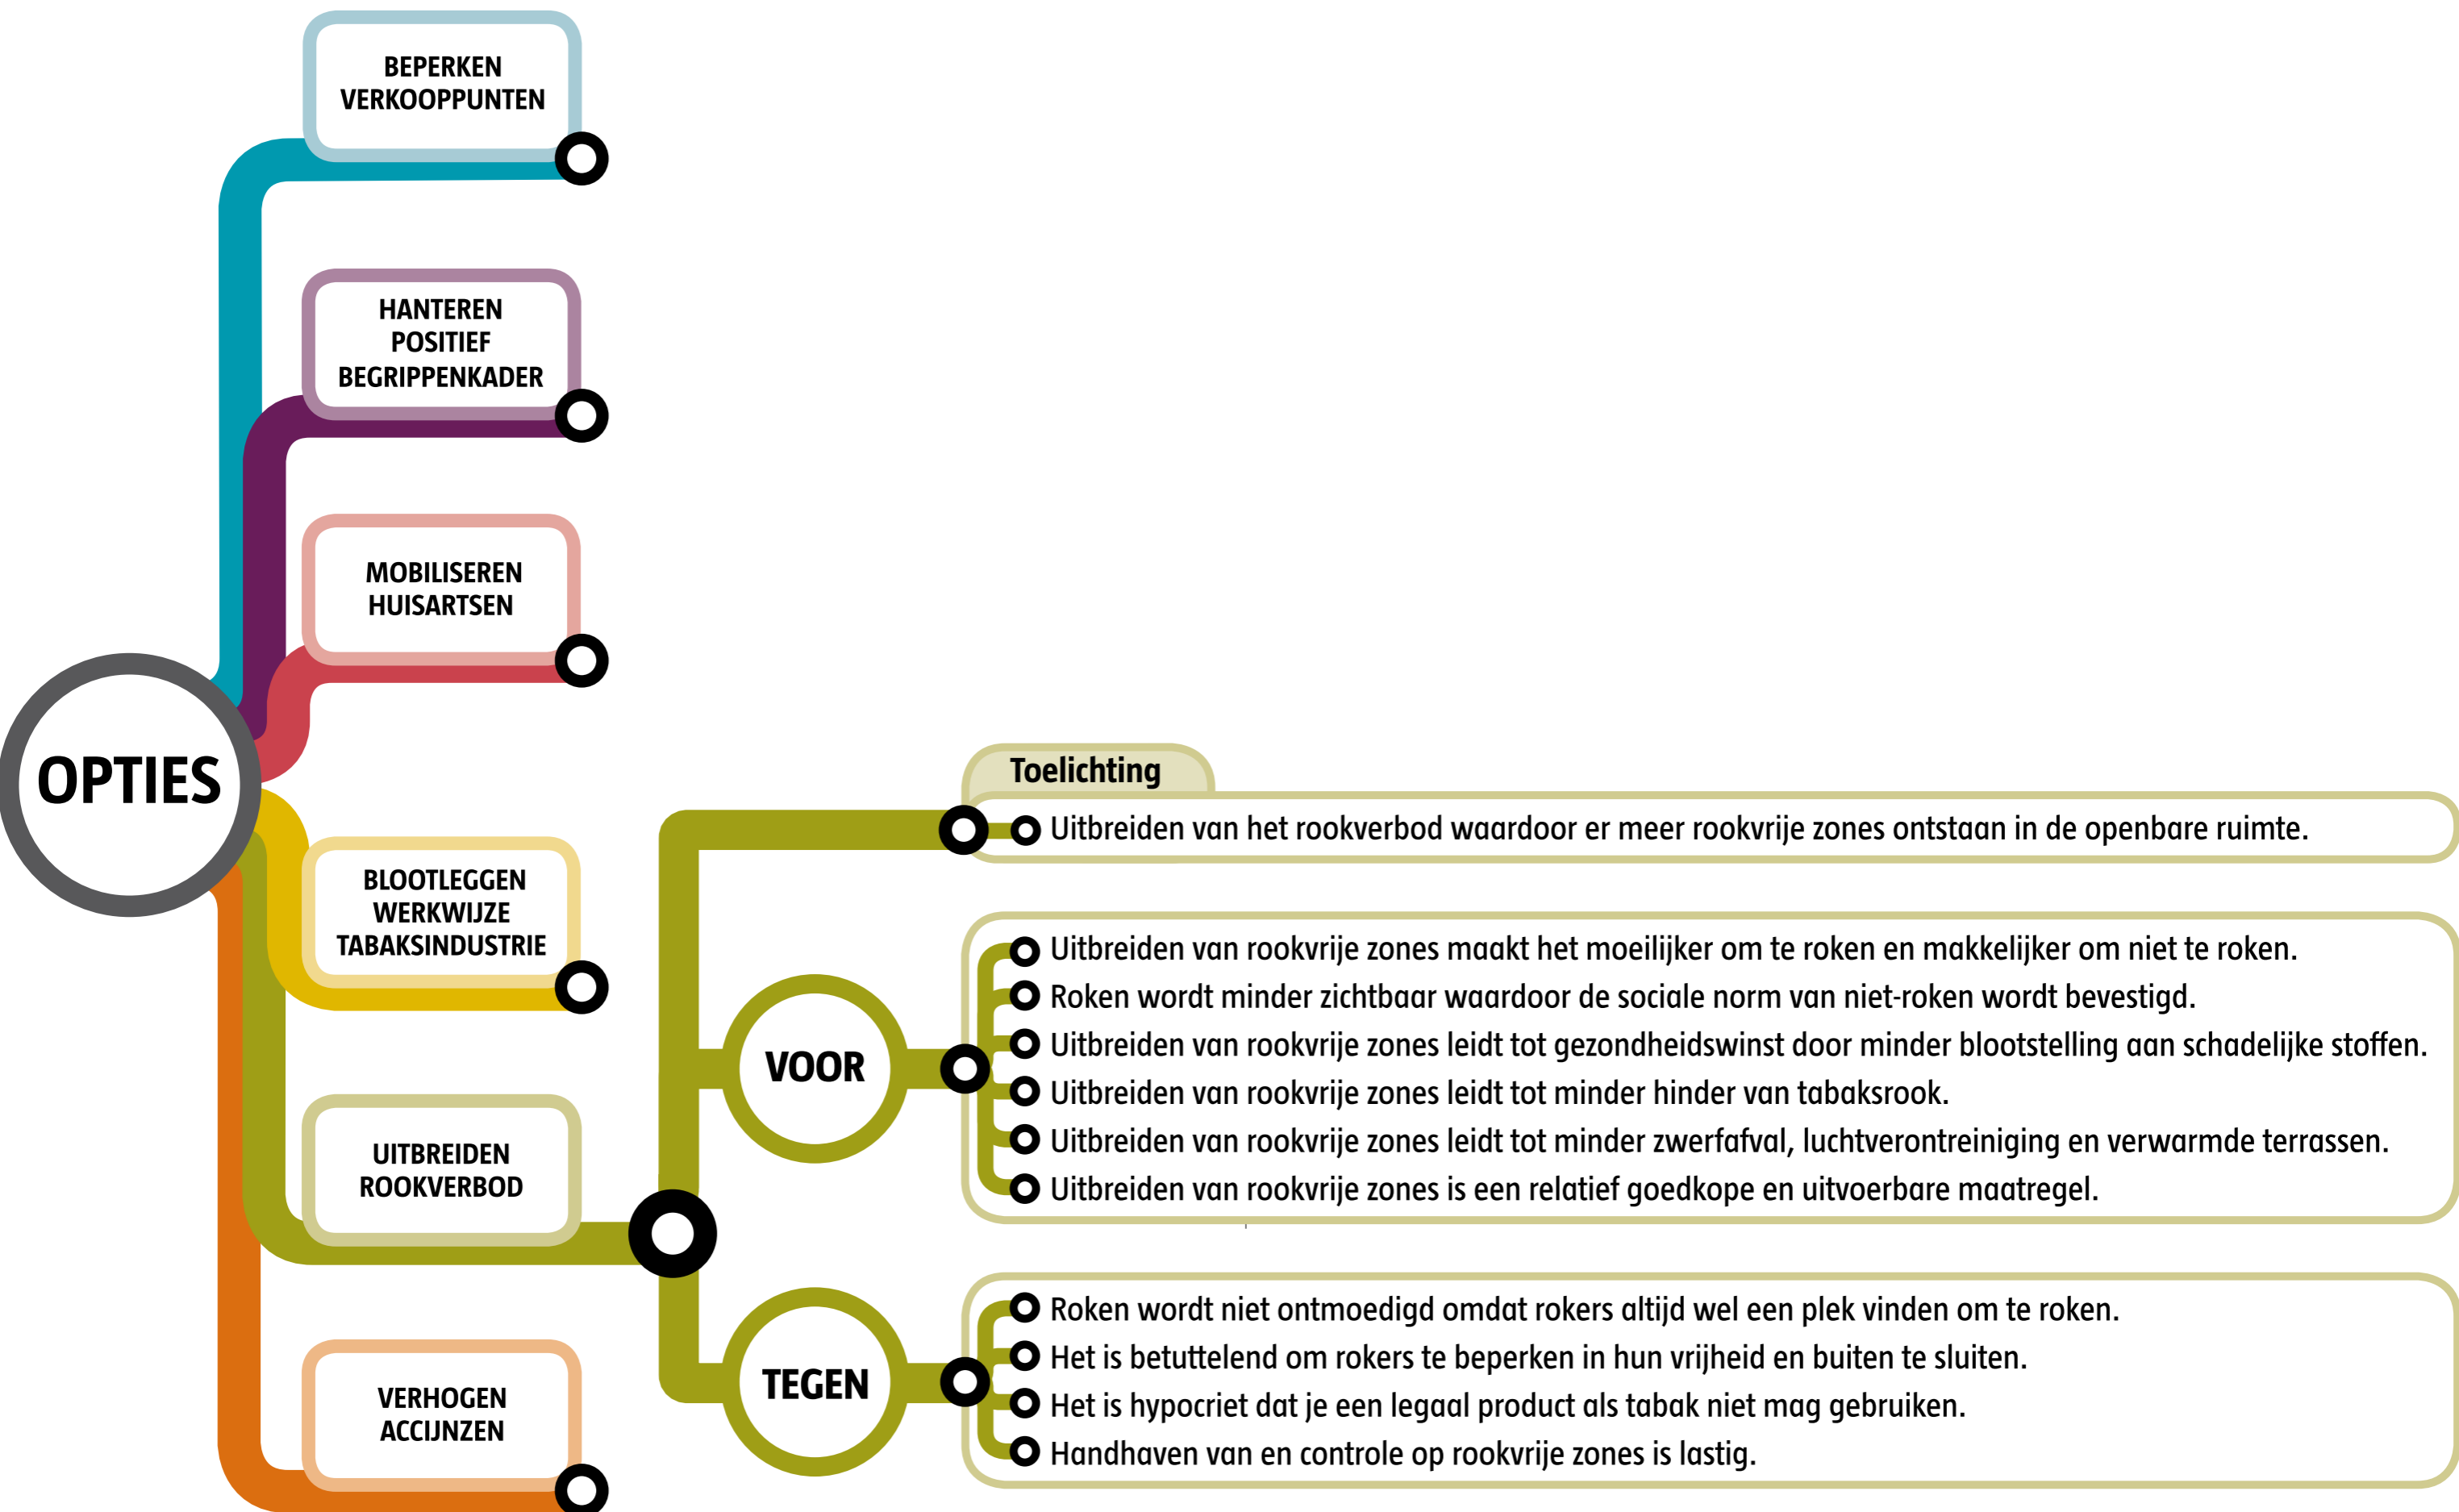 OPTIES
BEPERKEN
VERKOOPPUNTEN
HANTEREN
POSITIEF
BEGRIPPENKADER
MOBILISEREN
HUISARTSEN
BLOOTLEGGEN
WERKWIJZE
TABAKSINDUSTRIE
UITBREIDEN
ROOKVERBOD
VERHOGEN
ACCIJNZEN
Toelichting
Uitbreiden van het rookverbod waardoor er meer rookvrije zones ontstaan in de openbare ruimte.
VOOR
Uitbreiden van rookvrije zones maakt het moeilijker om te roken en makkelijker om niet te roken.
Roken wordt minder zichtbaar waardoor de sociale norm van niet-roken wordt bevestigd.
Uitbreiden van rookvrije zones leidt tot gezondheidswinst door minder blootstelling aan schadelijke stoffen.
Uitbreiden van rookvrije zones leidt tot minder hinder van tabaksrook.
Uitbreiden van rookvrije zones leidt tot minder zwerfafval, luchtverontreiniging en verwarmde terrassen.
Uitbreiden van rookvrije zones is een relatief goedkope en uitvoerbare maatregel.
TEGEN
Roken wordt niet ontmoedigd omdat rokers altijd wel een plek vinden om te roken.
Het is betuttelend om rokers te beperken in hun vrijheid en buiten te sluiten.
Het is hypocriet dat je een legaal product als tabak niet mag gebruiken.
Handhaven van en controle op rookvrije zones is lastig.